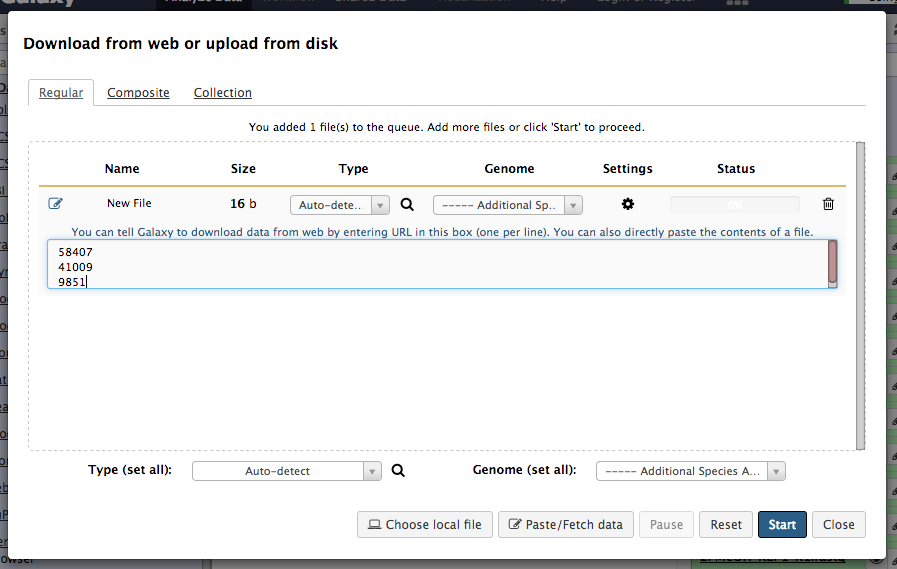 Galaxy
Download from web or upload from disk
Regular
Composite
Collection
You added 1 file(s) to the queue. Add more files or click 'Start' to proceed.
Name Size Type Genome Settings Status
New File 16 b Auto-dete.. ----- Additional Sp.. 0%
You can tell Galaxy to download data from web by entering URL in this box (one per line). You can also directly paste the contents of a file.
58407
41009
9851
Type (set all): Auto-detect Genome (set all): ----- Additional Species A...
Choose local file Paste/Fetch data Pause Reset Start Close